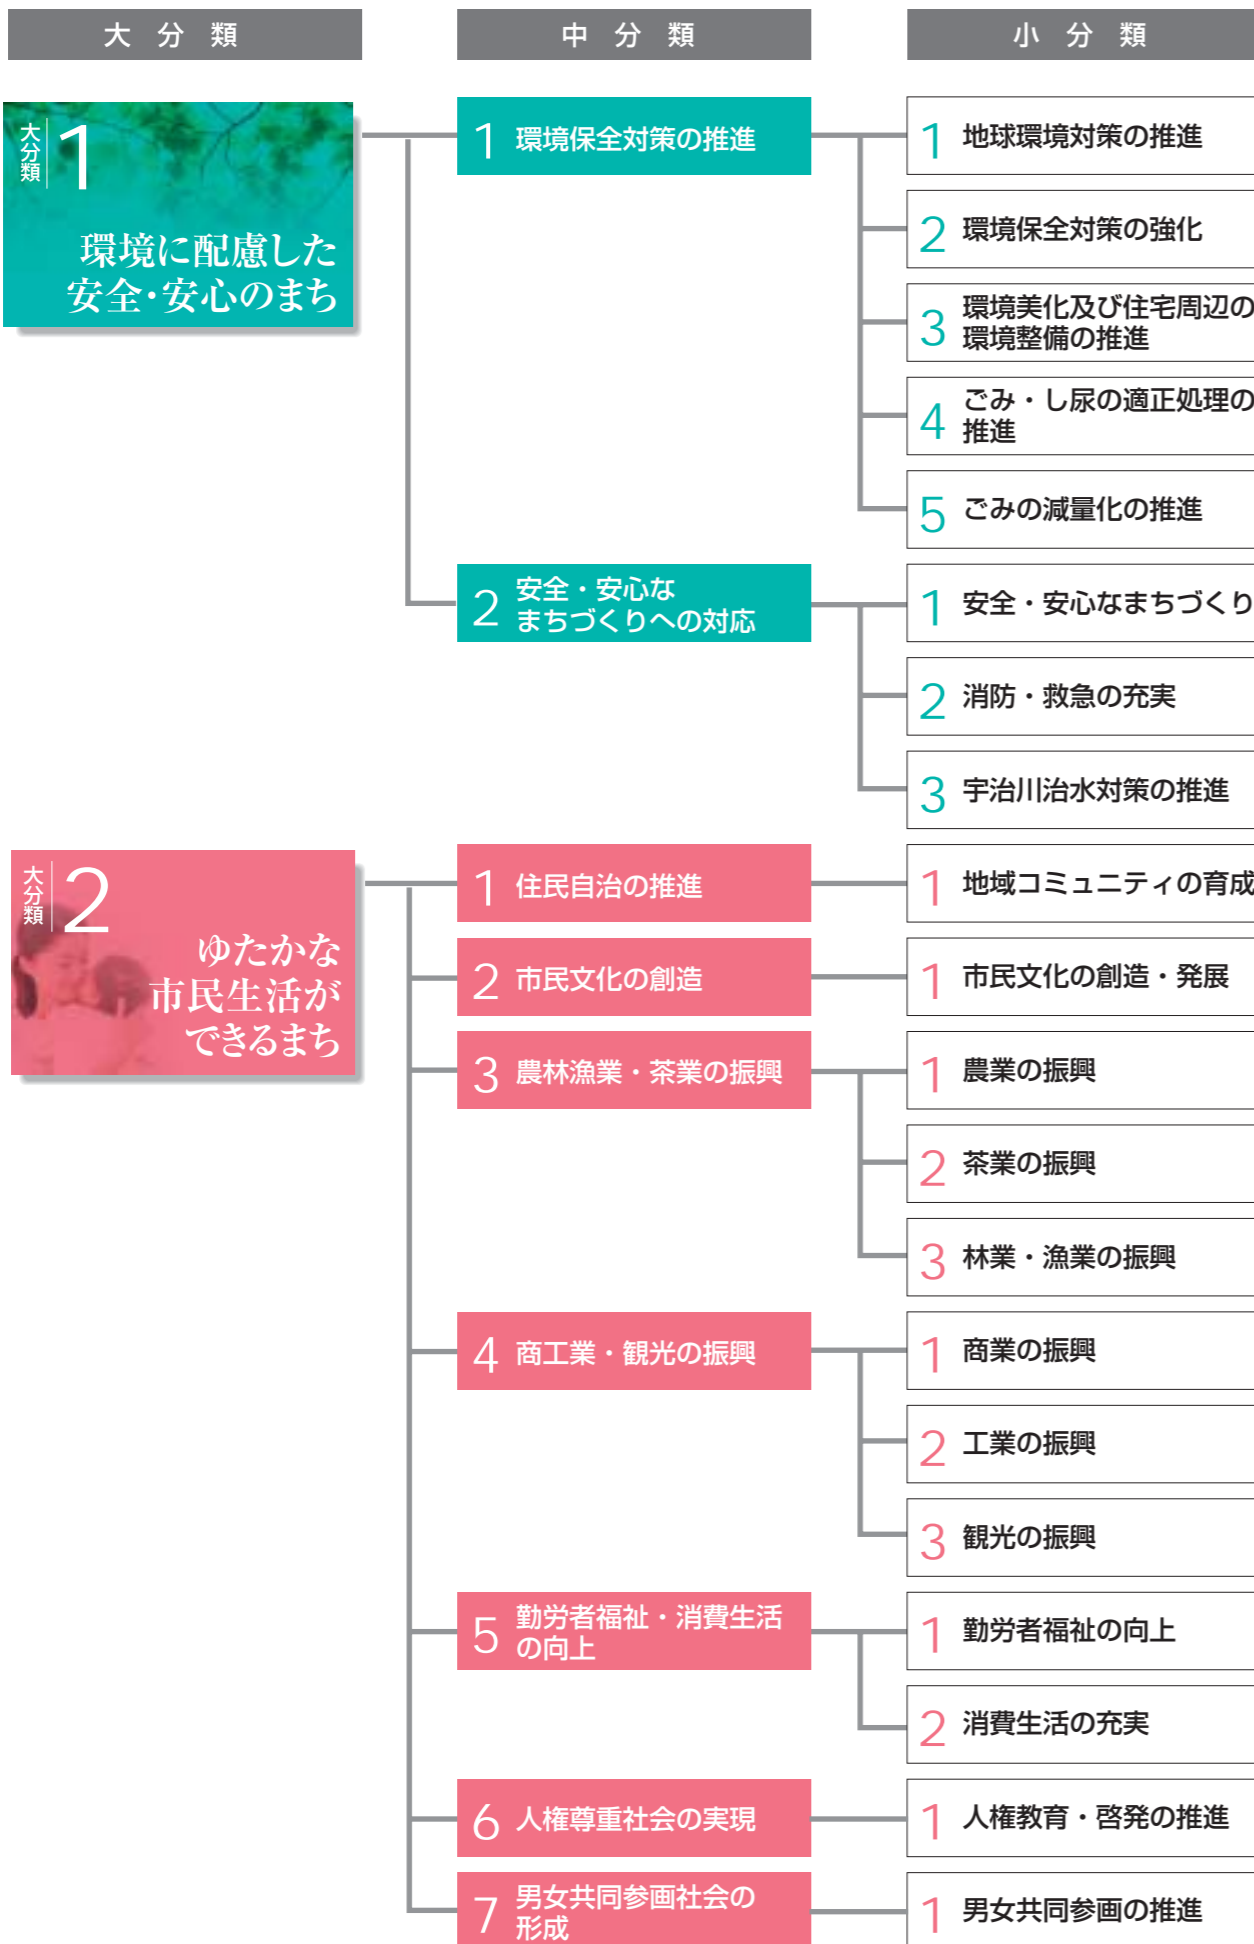 大分類
中分類
小分類
大分類 1
環境に配慮した
安全・安心のまち
1 環境保全対策の推進
1 地球環境対策の推進
2 環境保全対策の強化
3 環境美化及び住宅周辺の
環境整備の推進
4 ごみ・し尿の適正処理の
推進
5 ごみの減量化の推進
2 安全・安心な
まちづくりへの対応
1 安全・安心なまちづくり
2 消防・救急の充実
3 宇治川治水対策の推進
大分類 2
ゆたかな
市民生活が
できるまち
1 住民自治の推進
1 地域コミュニティの育成
2 市民文化の創造
1 市民文化の創造・発展
3 農林漁業・茶業の振興
1 農業の振興
2 茶業の振興
3 林業・漁業の振興
4 商工業・観光の振興
1 商業の振興
2 工業の振興
3 観光の振興
5 勤労者福祉・消費生活
の向上
1 勤労者福祉の向上
2 消費生活の充実
6 人権尊重社会の実現
1 人権教育・啓発の推進
7 男女共同参画社会の
形成
1 男女共同参画の推進